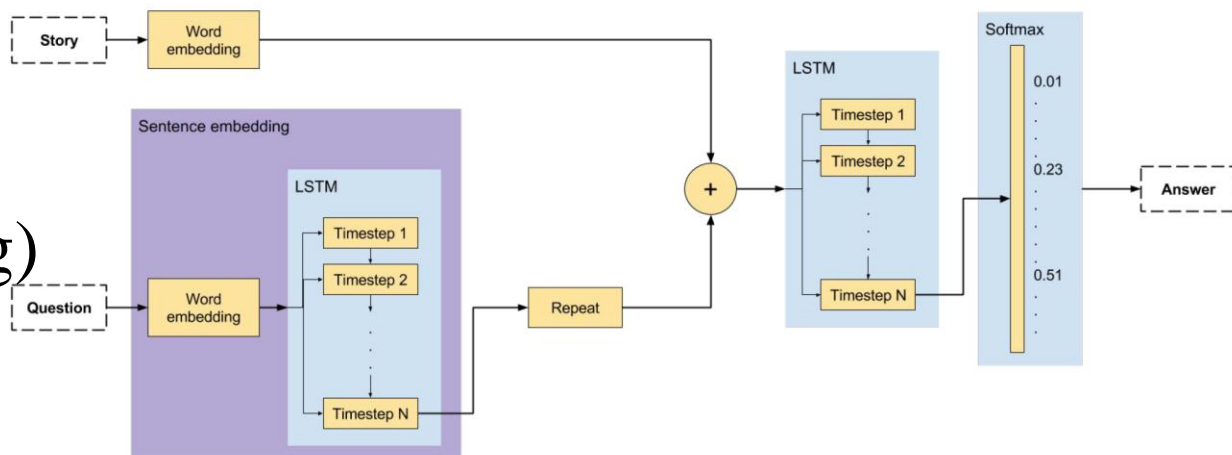 Story
Word
embedding
Sentence embedding
LSTM
Timestep 1
Timestep 2
.
.
.
Timestep N
g)
Question
Word
embedding
Repeat
+
LSTM
Timestep 1
Timestep 2
.
.
.
Timestep N
Softmax
0.01
.
.
.
.
0.23
.
.
.
.
.
0.51
.
.
.
Answer